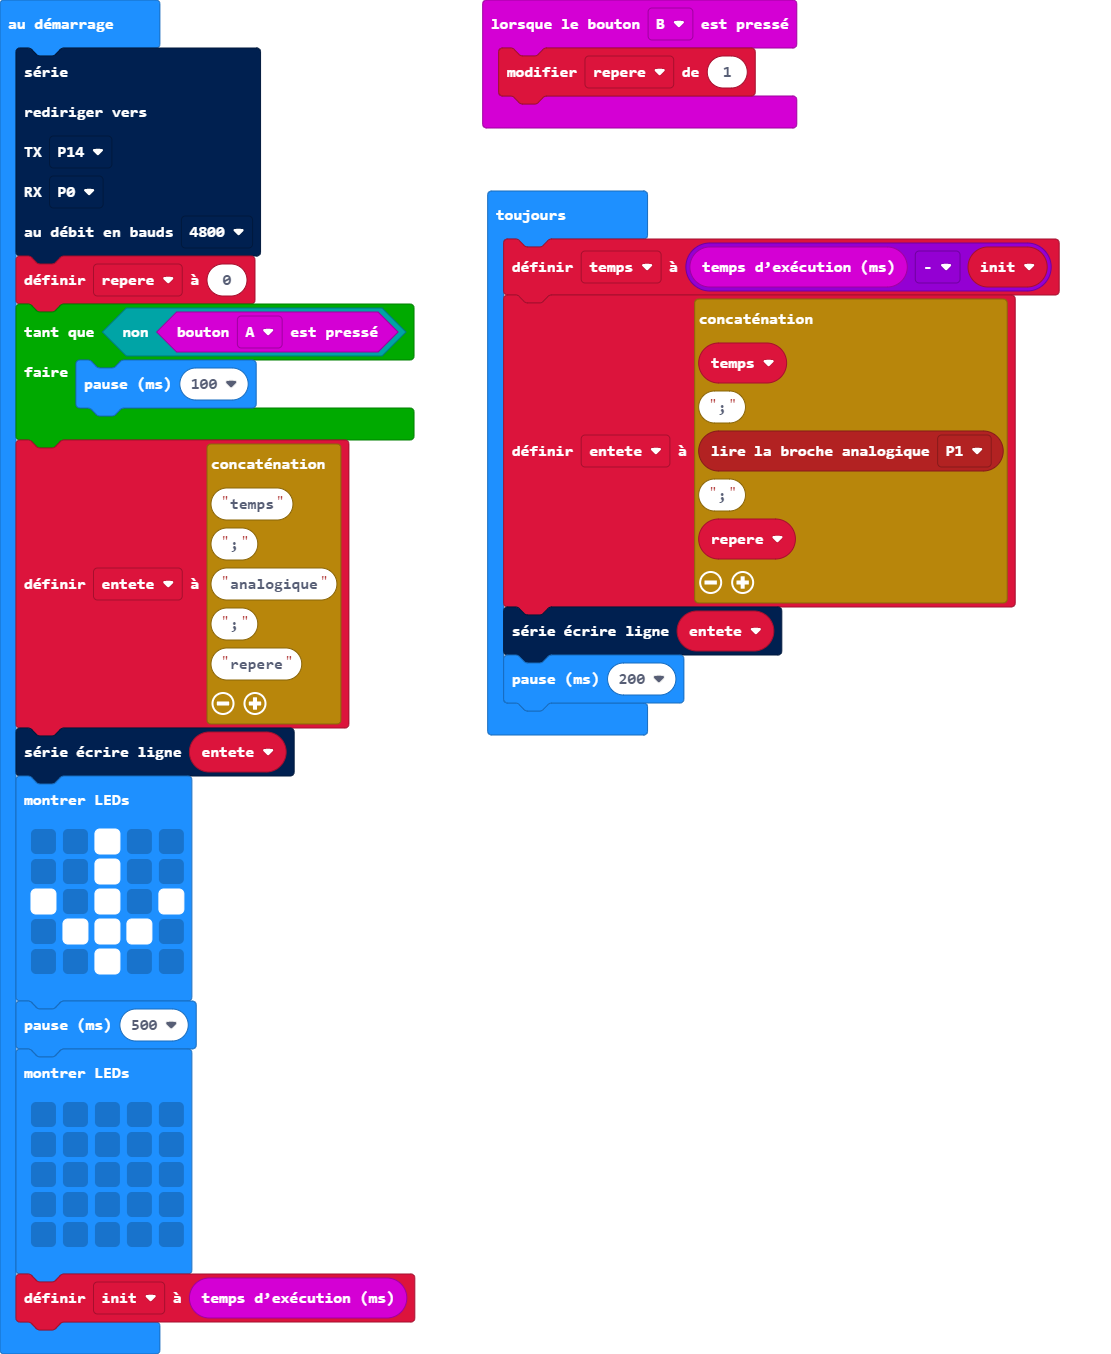 au démarrage
série
rediriger vers
TX P14
RX P0
au débit en bauds 4800
définir repere à 0
tant que non bouton A est pressé
faire
pause (ms) 100
définir entete à
concaténation
"temps"
";"
"analogique"
";"
"repere"
série écrire ligne entete
montrer LEDs
pause (ms) 500
montrer LEDs
définir init à temps d’exécution (ms)
lorsque le bouton B est pressé
modifier repere de 1
toujours
définir temps à temps d’exécution (ms) - init
définir entete à
concaténation
temps
";"
lire la broche analogique P1
";"
repere
série écrire ligne entete
pause (ms) 200